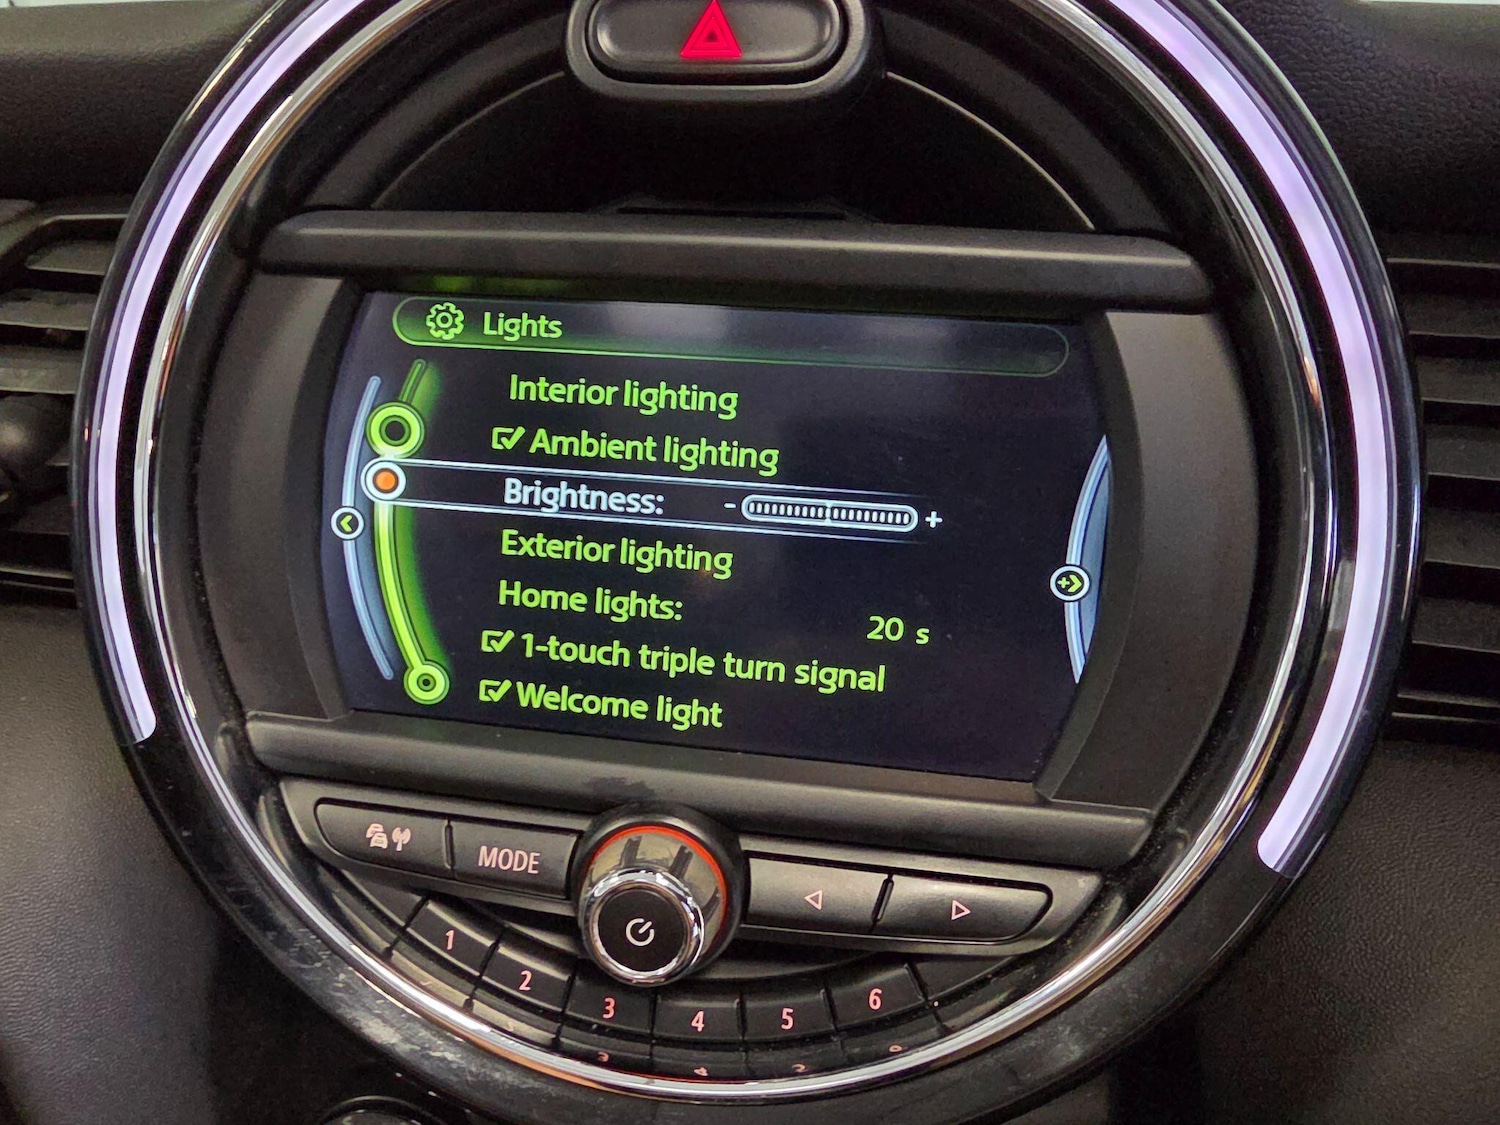 Lights
Interior lighting
Ambient lighting
Brightness: - +
Exterior lighting
Home lights: 20 s
1-touch triple turn signal
Welcome light
MODE
1 2 3 4 5 6